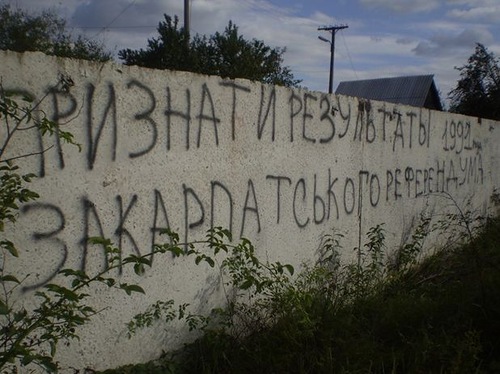 ПРИЗНАТИ РЕЗУЛЬТАТЫ 1991
ЗАКАРПАТСЬКОГО РЕФЕРЕНДУМА